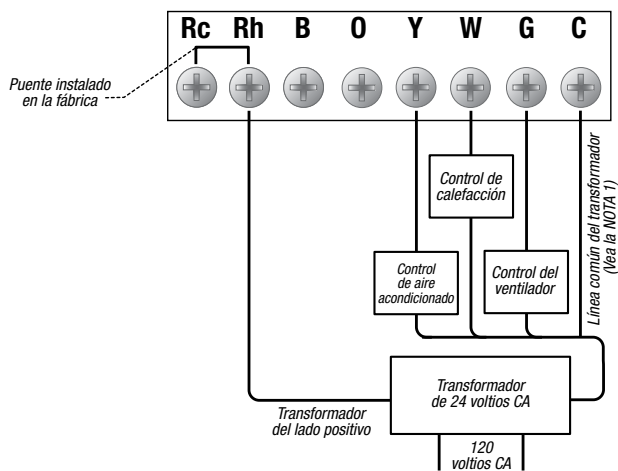 Rc Rh B O Y W G C
Puente instalado
en la fábrica
Control de
calefacción
Línea común del transformador
(Vea la NOTA 1)
Control
de aire
acondicionado
Control del
ventilador
Transformador
de 24 voltios CA
Transformador
del lado positivo
120
voltios CA